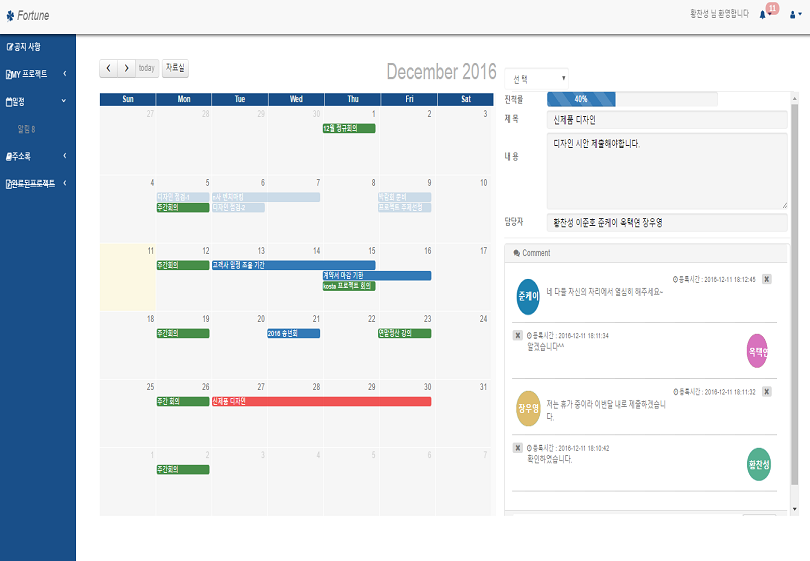 Fortune
황찬성 님 환영합니다
11
공지 사항
MY 프로젝트
일정
알림 8
주소록
완료된프로젝트
today
자료실
December 2016
Sun Mon Tue Wed Thu Fri Sat
27 28 29 30 1 2 3
12월 정규회의
4 5 6 7 8 9 10
주간회의
11 12 13 14 15 16 17
주간회의
고객사 일정 조율 기간
계약서 마감 기한
kosta 프로젝트 회의
18 19 20 21 22 23 24
주간회의
2016 송년회
연말정산 강의
25 26 27 28 29 30 31
주간 회의
신제품 디자인
1 2 3 4 5 6 7
주간회의
선 택
진척율
40%
제 목
신제품 디자인
내 용
디자인 시안 제출해야합니다.
담당자
황찬성 이준호 준케이 옥택연 장우영
Comment
준케이
등록시간 : 2016-12-11 18:12:45
네 다들 자신의 자리에서 열심히 해주세요~
등록시간 : 2016-12-11 18:11:34
알겠습니다^^
옥택연
장우영
등록시간 : 2016-12-11 18:11:32
저는 휴가 중이라 이번달 내로 제출하겠습니
다.
등록시간 : 2016-12-11 18:10:42
확인하였습니다.
황찬성